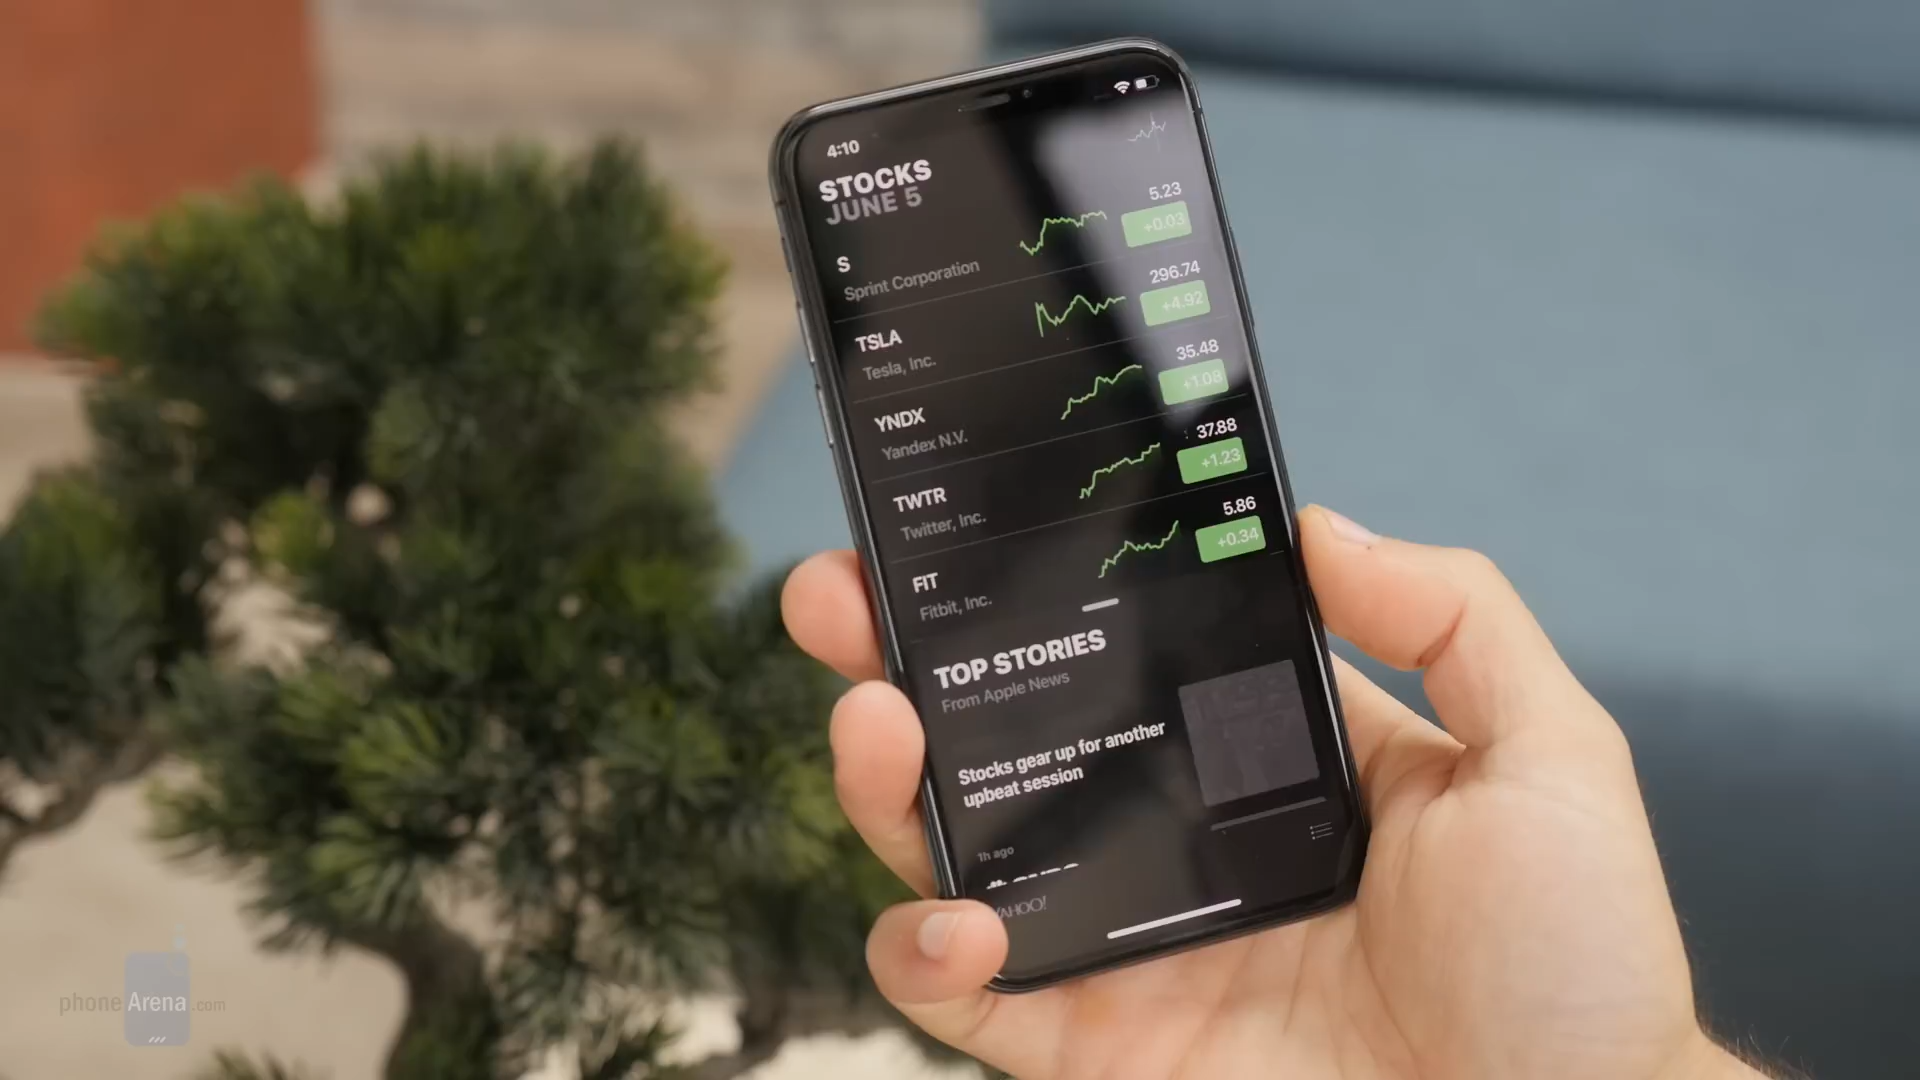 4:10
STOCKS
JUNE 5
S
Sprint Corporation
5.23
+0.03
TSLA
Tesla, Inc.
296.74
+4.92
YNDX
Yandex N.V.
35.48
+1.08
TWTR
Twitter, Inc.
37.88
+1.23
FIT
Fitbit, Inc.
5.86
+0.34
TOP STORIES
From Apple News
Stocks gear up for another
upbeat session
1h ago
YAHOO!
phoneArena.com